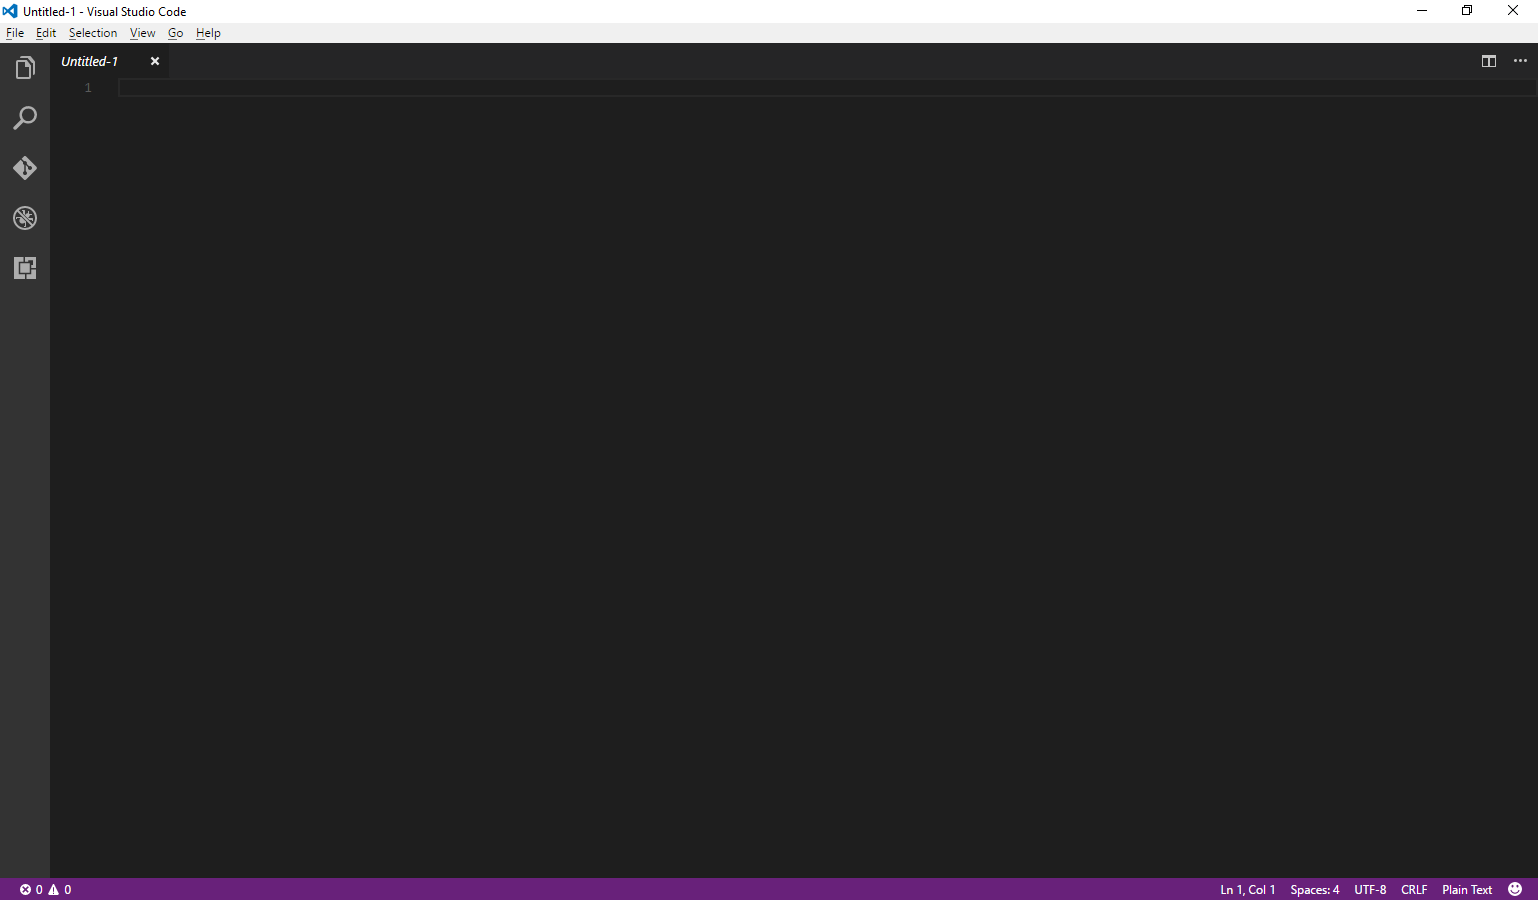 Untitled-1 - Visual Studio Code
File Edit Selection View Go Help
Untitled-1
1
0 0 Ln 1, Col 1 Spaces: 4 UTF-8 CRLF Plain Text